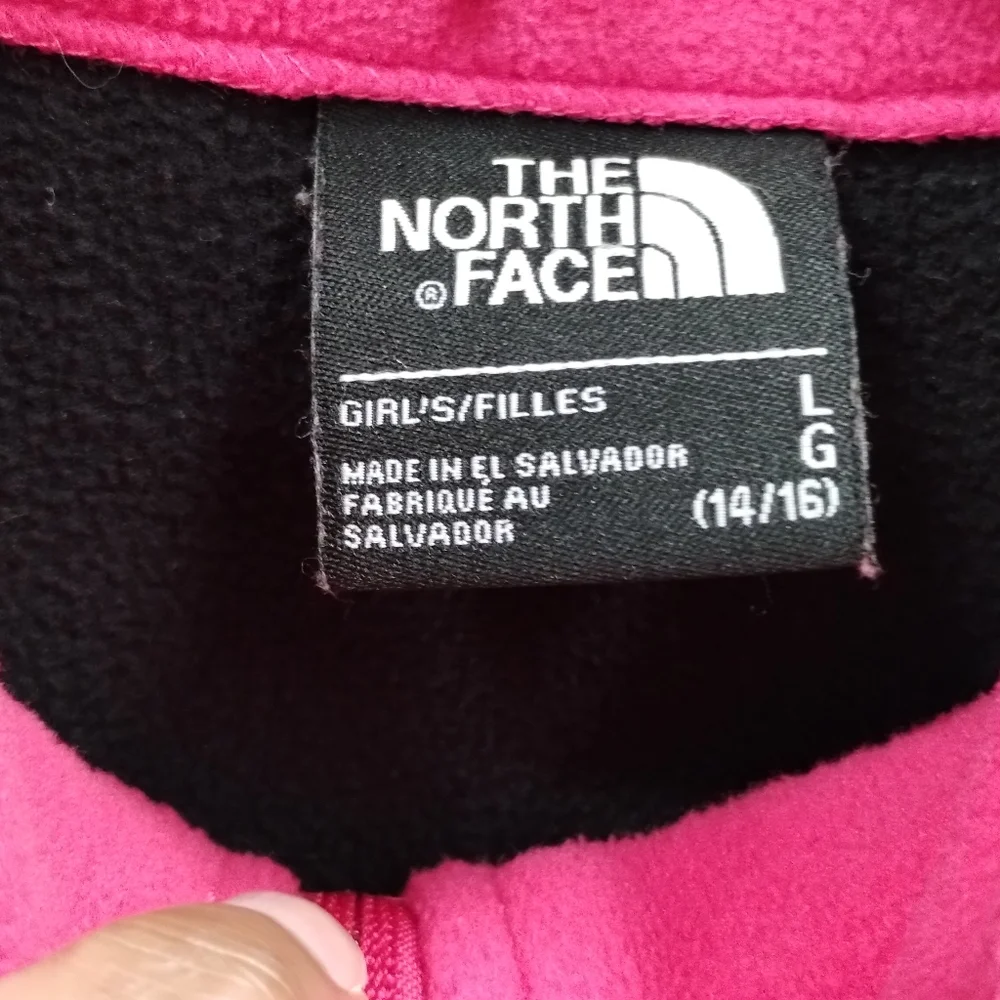 THE
NORTH
® FACE
GIRL'S/FILLES L
G
MADE IN EL SALVADOR
FABRIQUÉ AU (14/16)
SALVADOR